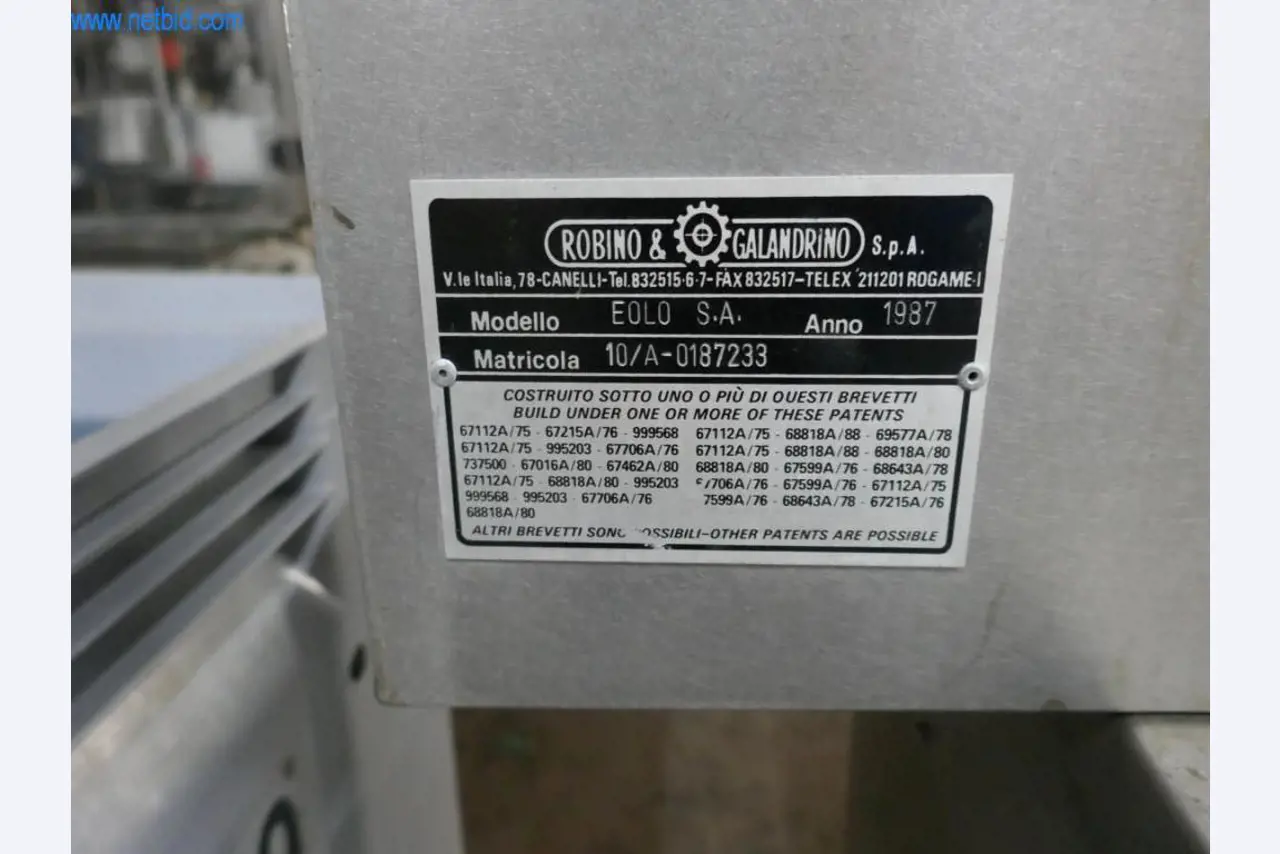 www.netbid.com
ROBINO & GALANDRINO S.p.A.
V.le Italia, 78-CANELLI-Tel.832515-6-7-FAX 832517-TELEX 211201 ROGAME-I
Modello EOLO S.A. Anno 1987
Matricola 10/A-0187233
COSTRUITO SOTTO UNO O PIÙ DI QUESTI BREVETTI
BUILD UNDER ONE OR MORE OF THESE PATENTS
67112A/75 - 67215A/76 - 999568 67112A/75 - 68818A/88 - 69577A/78
67112A/75 - 995203 - 67706A/76 67112A/75 - 68818A/88 - 68818A/80
737500 - 67016A/80 - 67462A/80 68818A/80 - 67599A/76 - 68643A/78
67112A/75 - 68818A/80 - 995203 67706A/76 - 67599A/76 - 67112A/75
999568 - 995203 - 67706A/76 7599A/76 - 68643A/78 - 67215A/76
68818A/80
ALTRI BREVETTI SONO POSSIBILI-OTHER PATENTS ARE POSSIBLE